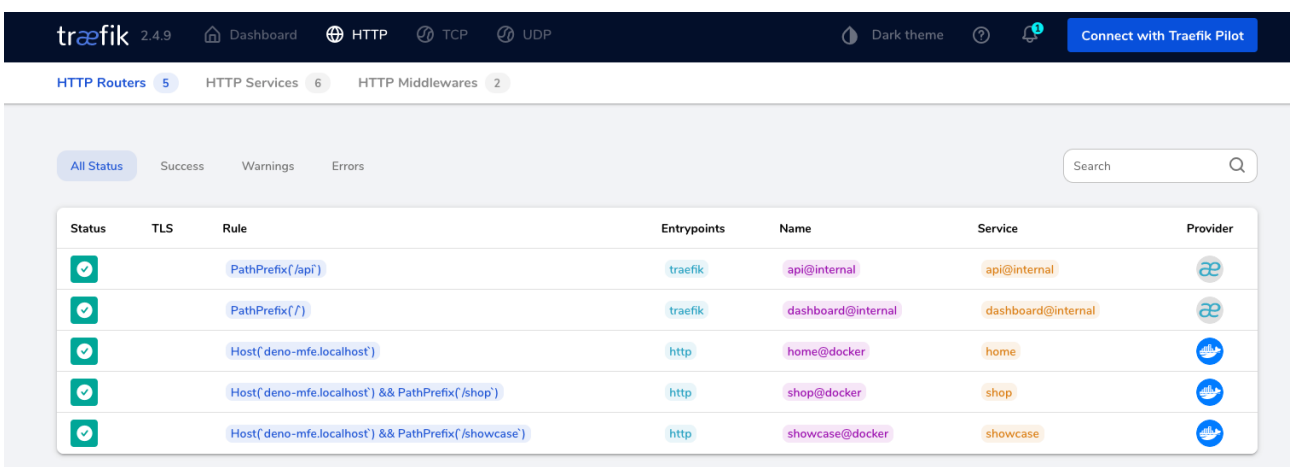 træfik 2.4.9 Dashboard HTTP TCP UDP Dark theme 1 Connect with Traefik Pilot
HTTP Routers 5 HTTP Services 6 HTTP Middlewares 2
All Status Success Warnings Errors Search
Status TLS Rule Entrypoints Name Service Provider
PathPrefix(`/api`) traefik api@internal api@internal æ
PathPrefix(`/`) traefik dashboard@internal dashboard@internal æ
Host(`deno-mfe.localhost`) http home@docker home
Host(`deno-mfe.localhost`) && PathPrefix(`/shop`) http shop@docker shop
Host(`deno-mfe.localhost`) && PathPrefix(`/showcase`) http showcase@docker showcase